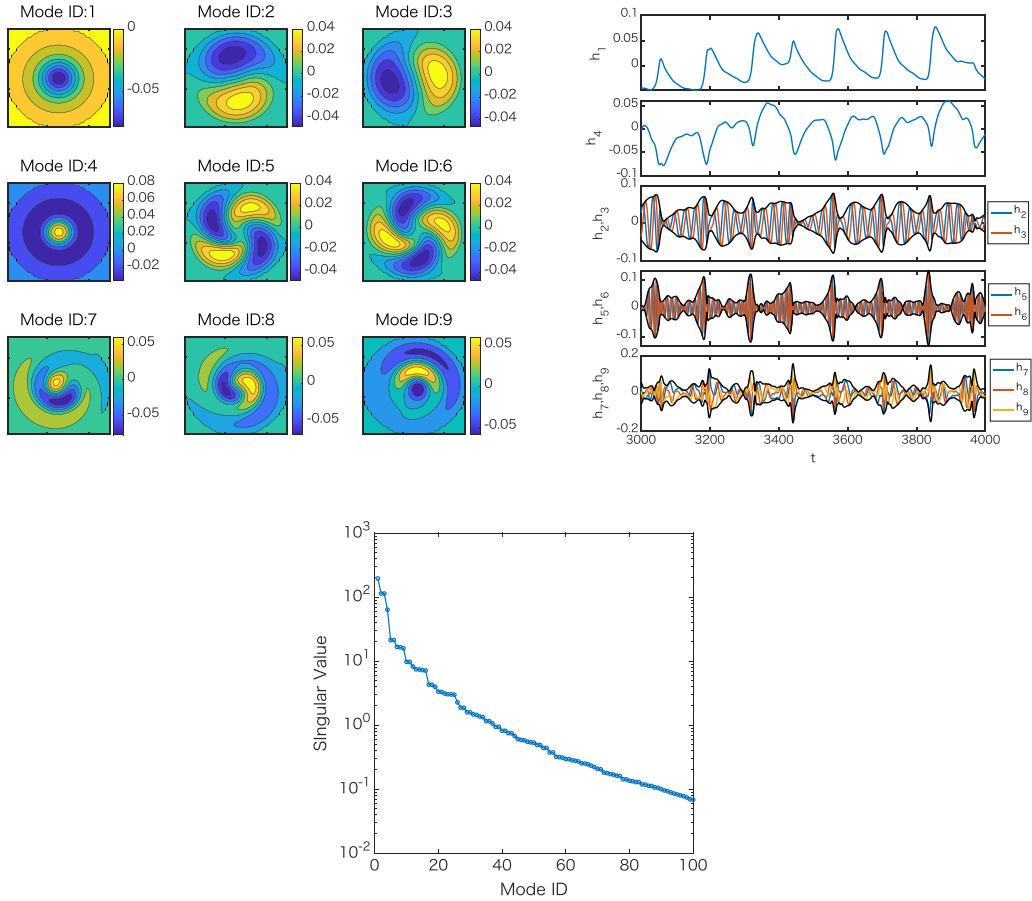 Mode ID:1
0
-0.05
Mode ID:2
0.04
0.02
0
-0.02
-0.04
Mode ID:3
0.04
0.02
0
-0.02
-0.04
Mode ID:4
0.08
0.06
0.04
0.02
0
-0.02
Mode ID:5
0.04
0.02
0
-0.02
-0.04
Mode ID:6
0.04
0.02
0
-0.02
-0.04
Mode ID:7
0.05
0
-0.05
Mode ID:8
0.05
0
-0.05
Mode ID:9
0.05
0
-0.05
0.1
0.05
0
h1
0.05
0
-0.05
-0.1
h4
0.1
0
-0.1
h2,h3
h2
h3
0.1
0
-0.1
h5,h6
h5
h6
0.2
0
-0.2
h7,h8,h9
h7
h8
h9
3000 3200 3400 3600 3800 4000
t
10^3
10^2
10^1
10^0
10^-1
10^-2
SIngular Value
0 20 40 60 80 100
Mode ID